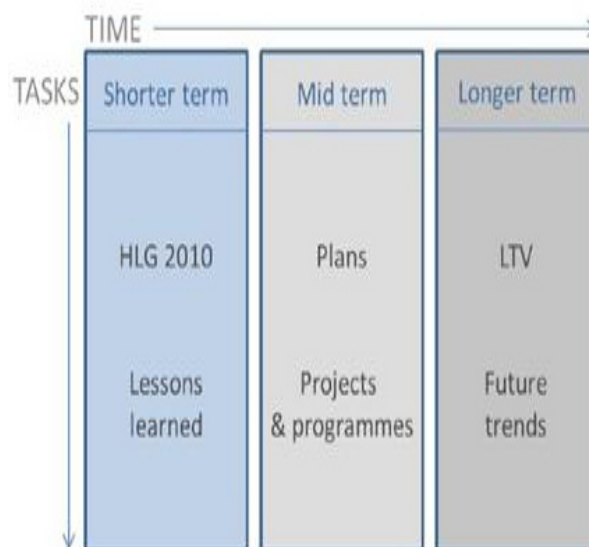 TIME
TASKS
Shorter term
Mid term
Longer term
HLG 2010
Plans
LTV
Lessons
learned
Projects
& programmes
Future
trends